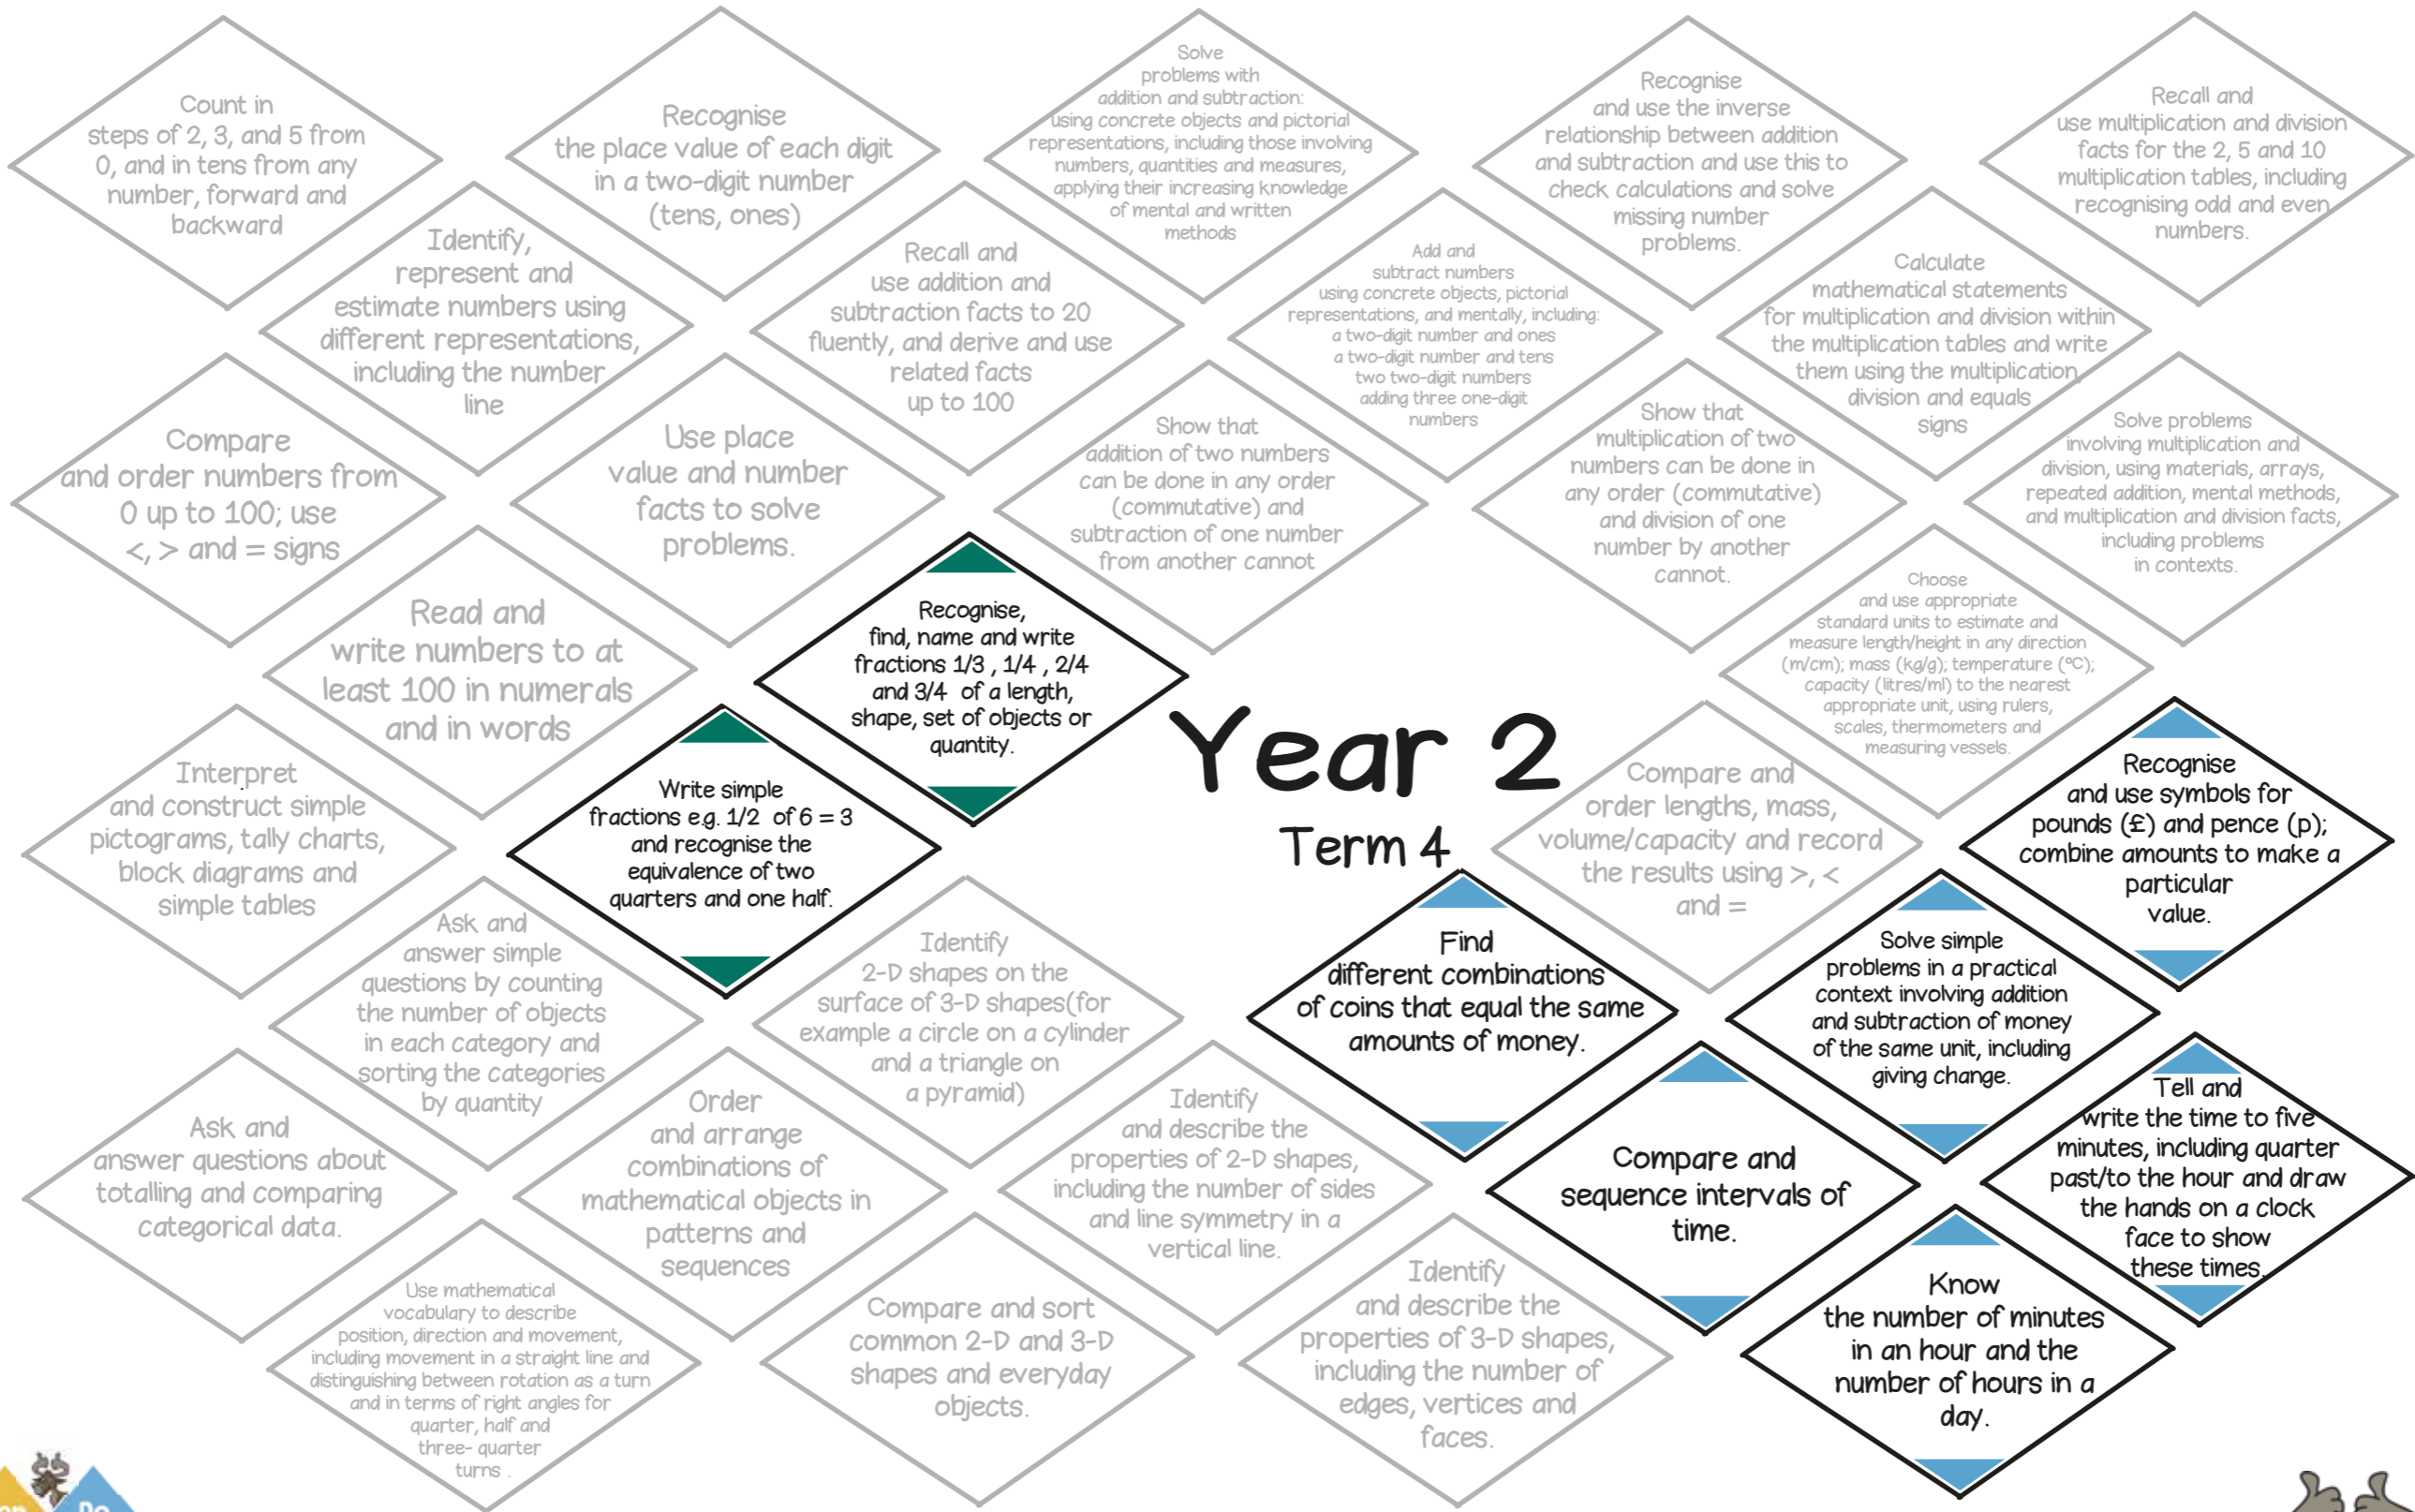 Count in
steps of 2, 3, and 5 from
0, and in tens from any
number, forward and
backward
Recognise
the place value of each digit
in a two-digit number
(tens, ones)
Solve
problems with
addition and subtraction:
using concrete objects and pictorial
representations, including those involving
numbers, quantities and measures,
applying their increasing knowledge
of mental and written
methods
Recognise
and use the inverse
relationship between addition
and subtraction and use this to
check calculations and solve
missing number
problems.
Recall and
use multiplication and division
facts for the 2, 5 and 10
multiplication tables, including
recognising odd and even
numbers.
Identify,
represent and
estimate numbers using
different representations,
including the number
line
Recall and
use addition and
subtraction facts to 20
fluently, and derive and use
related facts
up to 100
Add and
subtract numbers
using concrete objects, pictorial
representations, and mentally, including:
a two-digit number and ones
a two-digit number and tens
two two-digit numbers
adding three one-digit
numbers
Calculate
mathematical statements
for multiplication and division within
the multiplication tables and write
them using the multiplication,
division and equals
signs
Compare
and order numbers from
0 up to 100; use
<, > and = signs
Use place
value and number
facts to solve
problems.
Show that
addition of two numbers
can be done in any order
(commutative) and
subtraction of one number
from another cannot
Show that
multiplication of two
numbers can be done in
any order (commutative)
and division of one
number by another
cannot.
Solve problems
involving multiplication and
division, using materials, arrays,
repeated addition, mental methods,
and multiplication and division facts,
including problems
in contexts.
Read and
write numbers to at
least 100 in numerals
and in words
Recognise,
find, name and write
fractions 1/3 , 1/4 , 2/4
and 3/4 of a length,
shape, set of objects or
quantity.
Choose
and use appropriate
standard units to estimate and
measure length/height in any direction
(m/cm); mass (kg/g); temperature (°C);
capacity (litres/ml) to the nearest
appropriate unit, using rulers,
scales, thermometers and
measuring vessels.
Year 2
Term 4
Interpret
and construct simple
pictograms, tally charts,
block diagrams and
simple tables
Write simple
fractions e.g. 1/2 of 6 = 3
and recognise the
equivalence of two
quarters and one half.
Compare and
order lengths, mass,
volume/capacity and record
the results using >, <
and =
Recognise
and use symbols for
pounds (£) and pence (p);
combine amounts to make a
particular
value.
Ask and
answer simple
questions by counting
the number of objects
in each category and
sorting the categories
by quantity
Identify
2-D shapes on the
surface of 3-D shapes(for
example a circle on a cylinder
and a triangle on
a pyramid)
Find
different combinations
of coins that equal the same
amounts of money.
Solve simple
problems in a practical
context involving addition
and subtraction of money
of the same unit, including
giving change.
Ask and
answer questions about
totalling and comparing
categorical data.
Order
and arrange
combinations of
mathematical objects in
patterns and
sequences
Identify
and describe the
properties of 2-D shapes,
including the number of sides
and line symmetry in a
vertical line.
Compare and
sequence intervals of
time.
Tell and
write the time to five
minutes, including quarter
past/to the hour and draw
the hands on a clock
face to show
these times.
Use mathematical
vocabulary to describe
position, direction and movement,
including movement in a straight line and
distinguishing between rotation as a turn
and in terms of right angles for
quarter, half and
three- quarter
turns .
Compare and sort
common 2-D and 3-D
shapes and everyday
objects.
Identify
and describe the
properties of 3-D shapes,
including the number of
edges, vertices and
faces.
Know
the number of minutes
in an hour and the
number of hours in a
day.